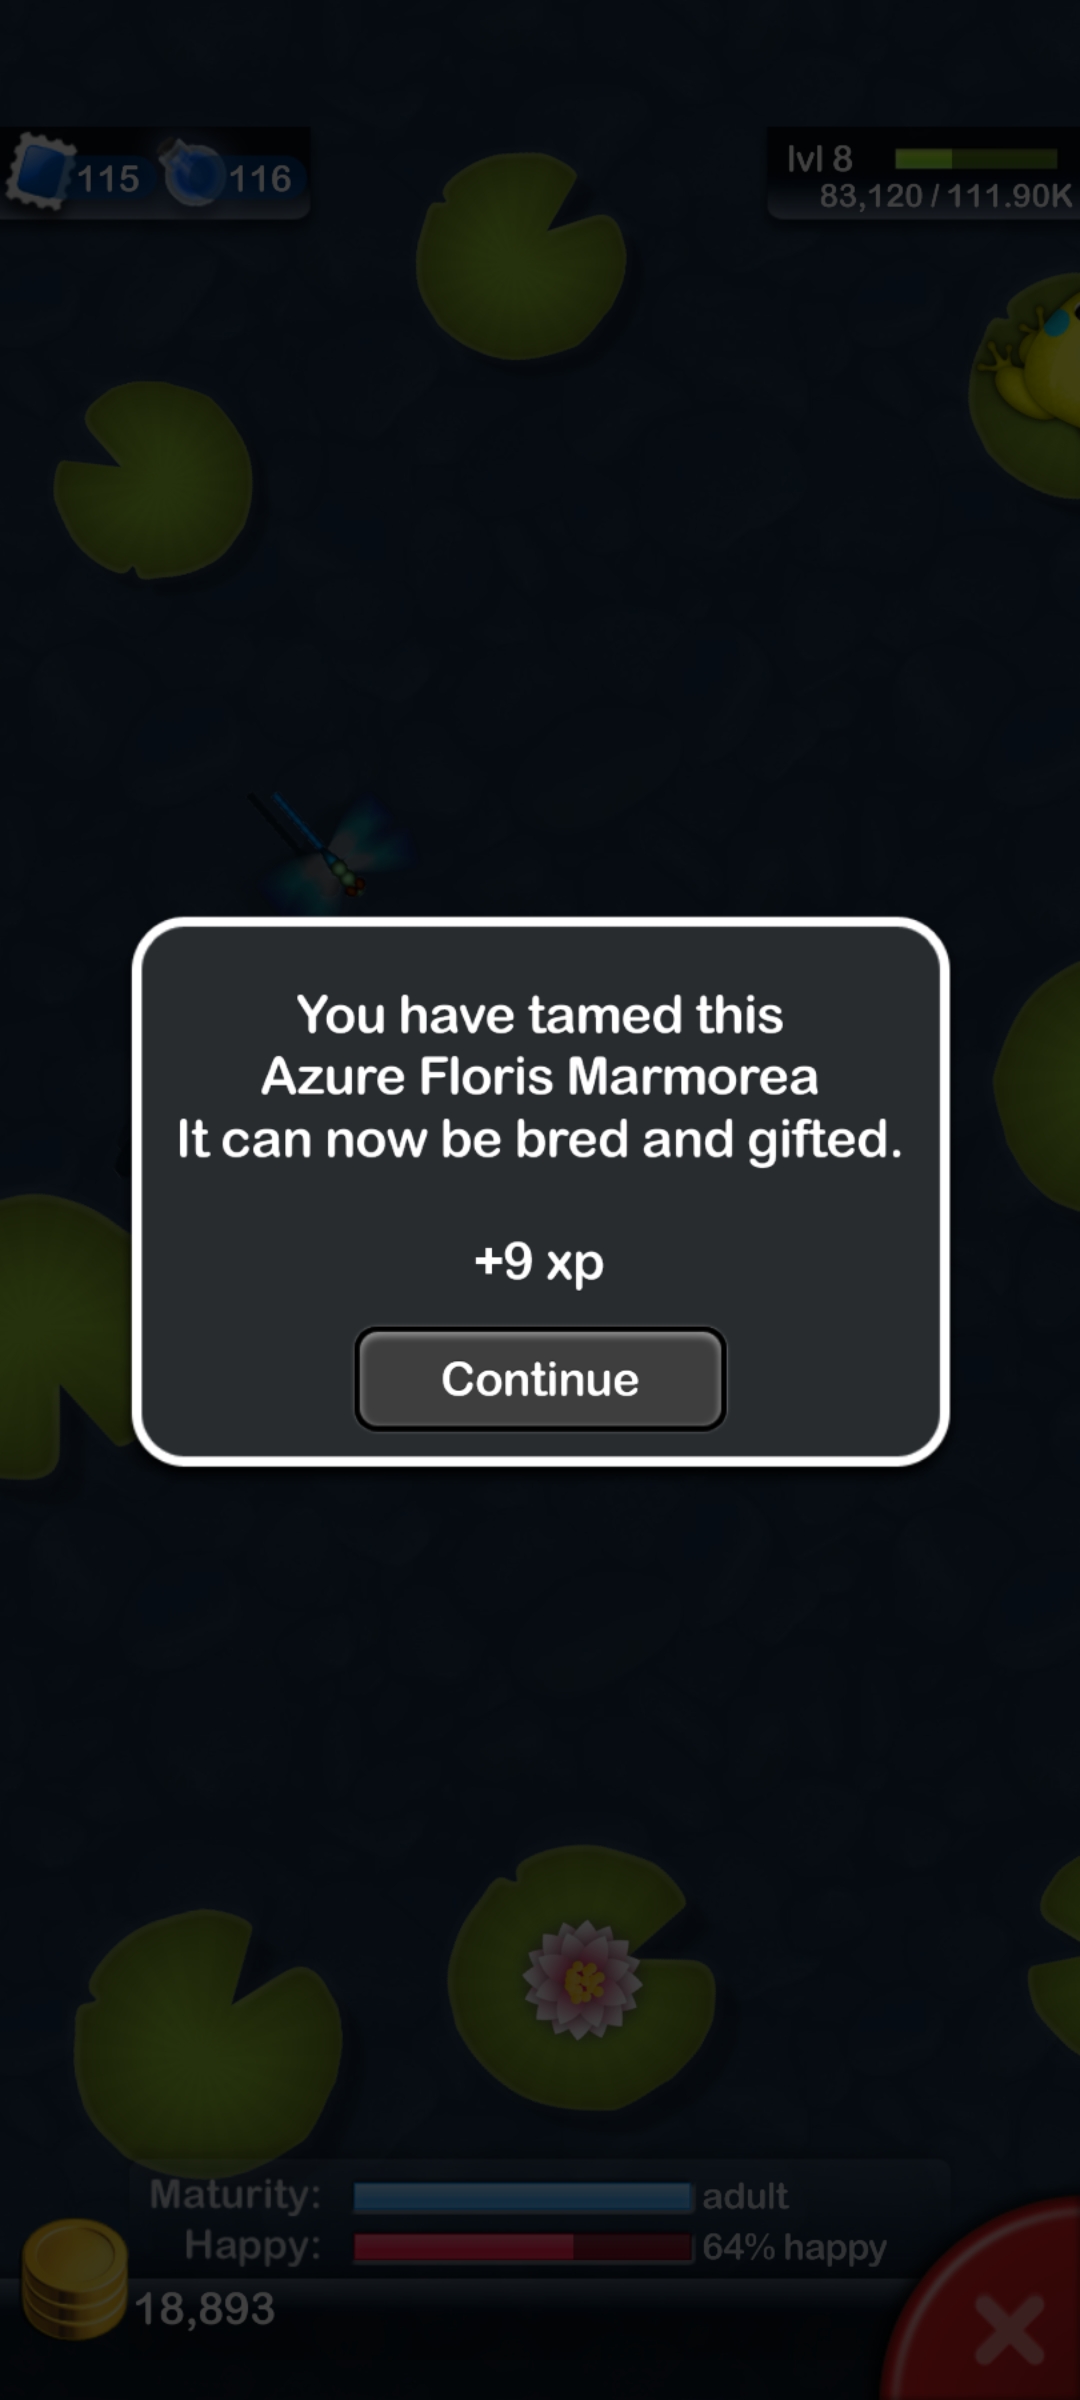 115 116
lvl 8
83,120 / 111.90K
You have tamed this
Azure Floris Marmorea
It can now be bred and gifted.
+9 xp
Continue
Maturity: adult
Happy: 64% happy
18,893